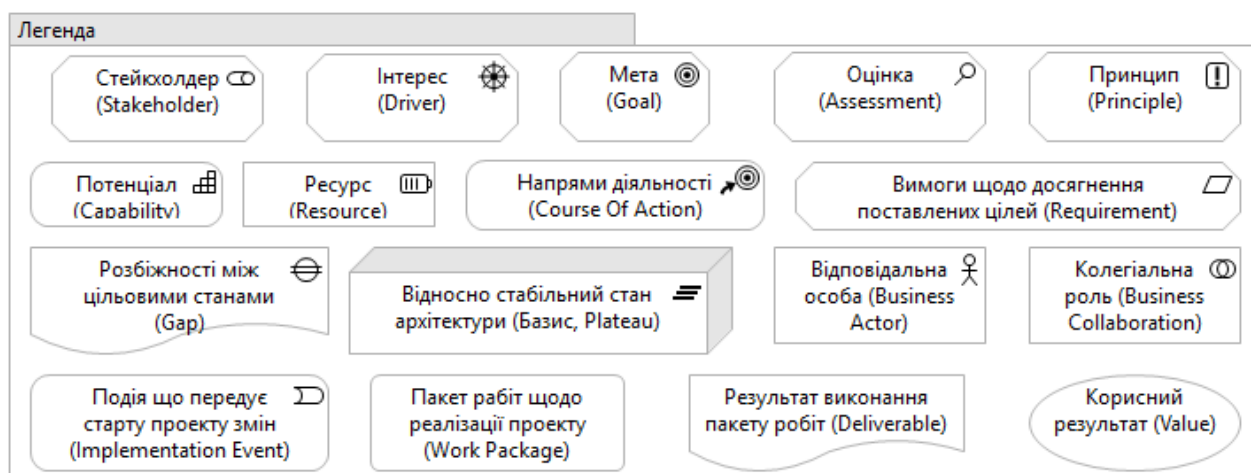 Легенда
Стейкхолдер
(Stakeholder)
Інтерес
(Driver)
Мета
(Goal)
Оцінка
(Assessment)
Принцип
(Principle)
Потенціал
(Capability)
Ресурс
(Resource)
Напрями діяльності
(Course Of Action)
Вимоги щодо досягнення
поставлених цілей (Requirement)
Розбіжності між
цільовими станами
(Gap)
Відносно стабільний стан
архітектури (Базис, Plateau)
Відповідальна
особа (Business
Actor)
Колегіальна
роль (Business
Collaboration)
Подія що передує
старту проекту змін
(Implementation Event)
Пакет рабіт щодо
реалізації проекту
(Work Package)
Результат виконання
пакету робіт (Deliverable)
Корисний
результат (Value)